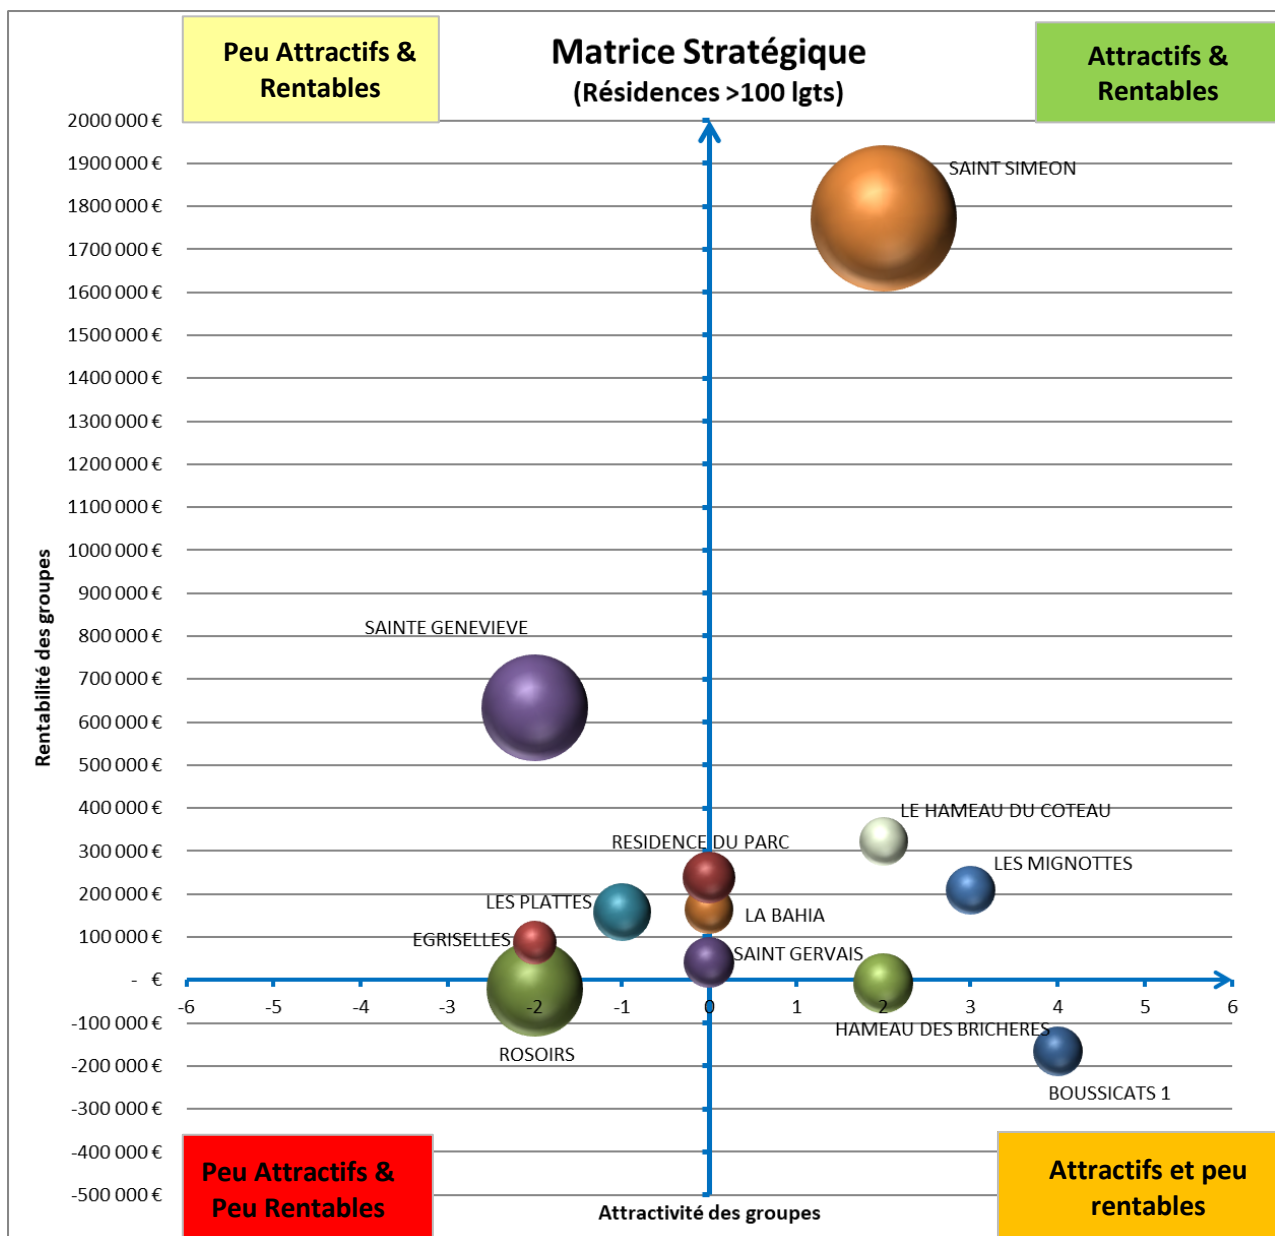 Peu Attractifs &
Rentables
Matrice Stratégique
(Résidences >100 lgts)
Attractifs &
Rentables
2000 000 €
1900 000 €
1800 000 €
1700 000 €
1600 000 €
1500 000 €
1400 000 €
1300 000 €
1200 000 €
1100 000 €
1000 000 €
900 000 €
800 000 €
700 000 €
600 000 €
500 000 €
400 000 €
300 000 €
200 000 €
100 000 €
- €
-100 000 €
-200 000 €
-300 000 €
-400 000 €
-500 000 €
Rentabilité des groupes
SAINT SIMEON
SAINTE GENEVIEVE
LE HAMEAU DU COTEAU
RESIDENCE DU PARC
LES MIGNOTTES
LES PLATTES
LA BAHIA
EGRISELLES
SAINT GERVAIS
-6 -5 -4 -3 -2 -1 0 1 2 3 4 5 6
HAMEAU DES BRICHERES
ROSOIRS
BOUSSICATS 1
Peu Attractifs &
Peu Rentables
Attractifs et peu
rentables
Attractivité des groupes